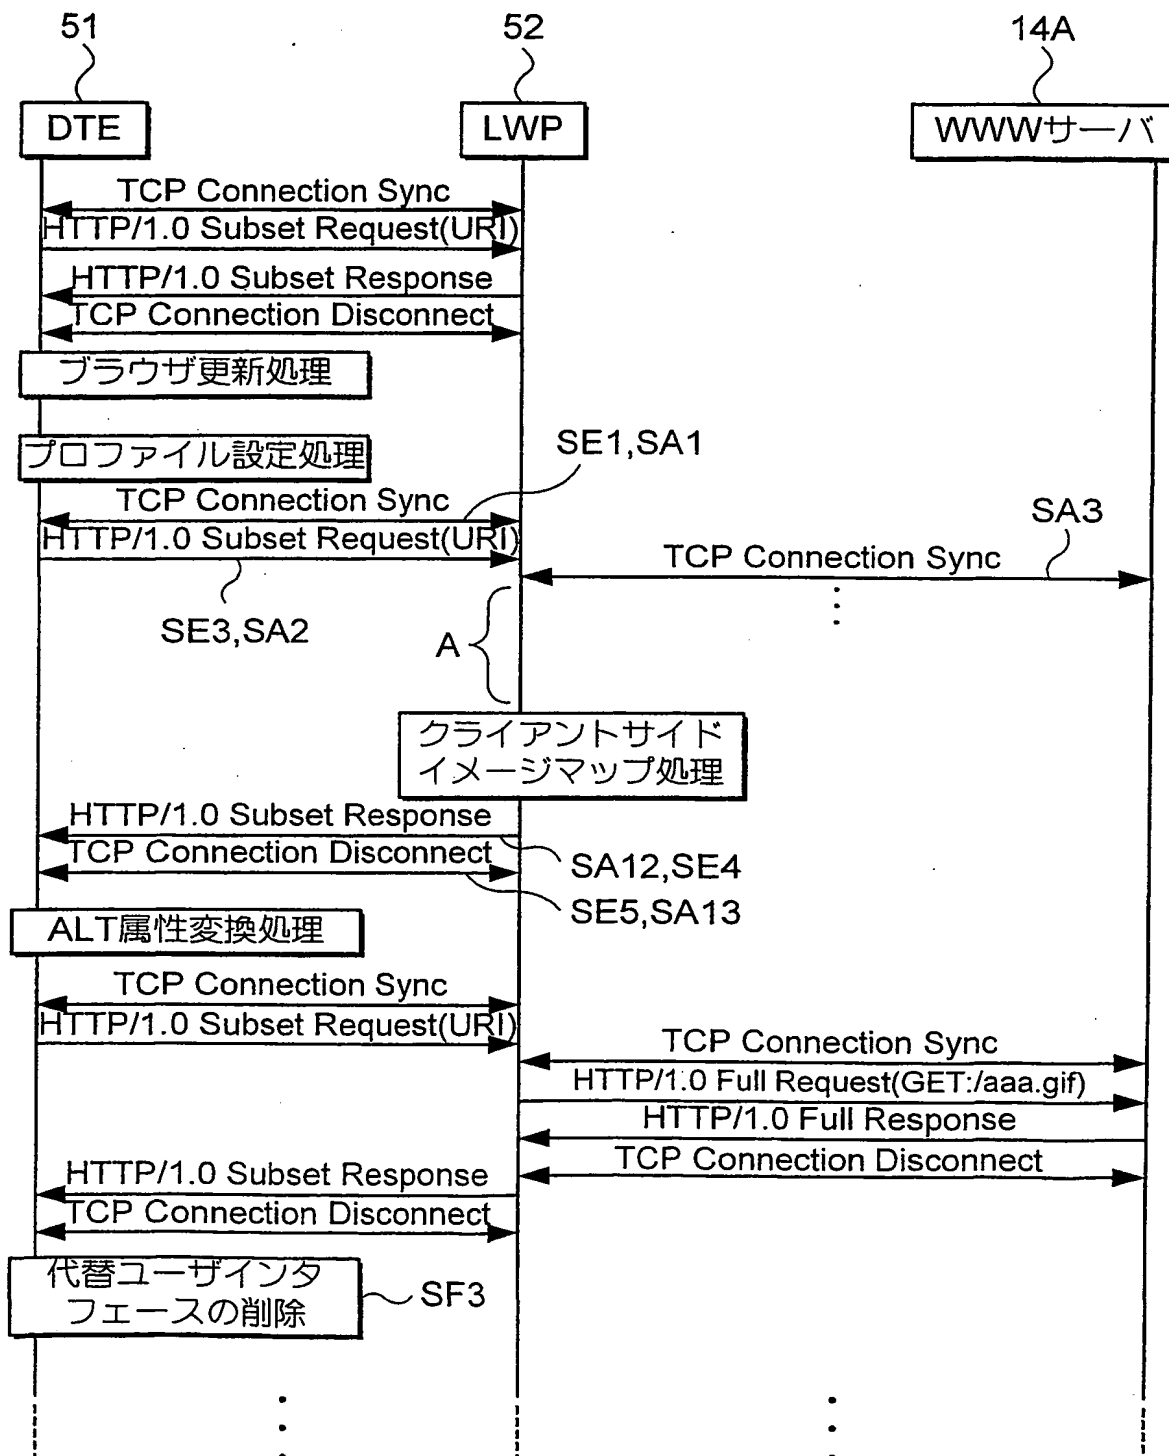 51
52
14A
DTE
LWP
WWWサーバ
TCP Connection Sync
HTTP/1.0 Subset Request(URI)
HTTP/1.0 Subset Response
TCP Connection Disconnect
ブラウザ更新処理
プロファイル設定処理
SE1,SA1
TCP Connection Sync
SA3
HTTP/1.0 Subset Request(URI)
TCP Connection Sync
SE3,SA2
A
クライアントサイド
イメージマップ処理
HTTP/1.0 Subset Response
TCP Connection Disconnect
SA12,SE4
SE5,SA13
ALT属性変換処理
TCP Connection Sync
HTTP/1.0 Subset Request(URI)
TCP Connection Sync
HTTP/1.0 Full Request(GET:/aaa.gif)
HTTP/1.0 Full Response
TCP Connection Disconnect
HTTP/1.0 Subset Response
TCP Connection Disconnect
代替ユーザインタ
フェースの削除
SF3